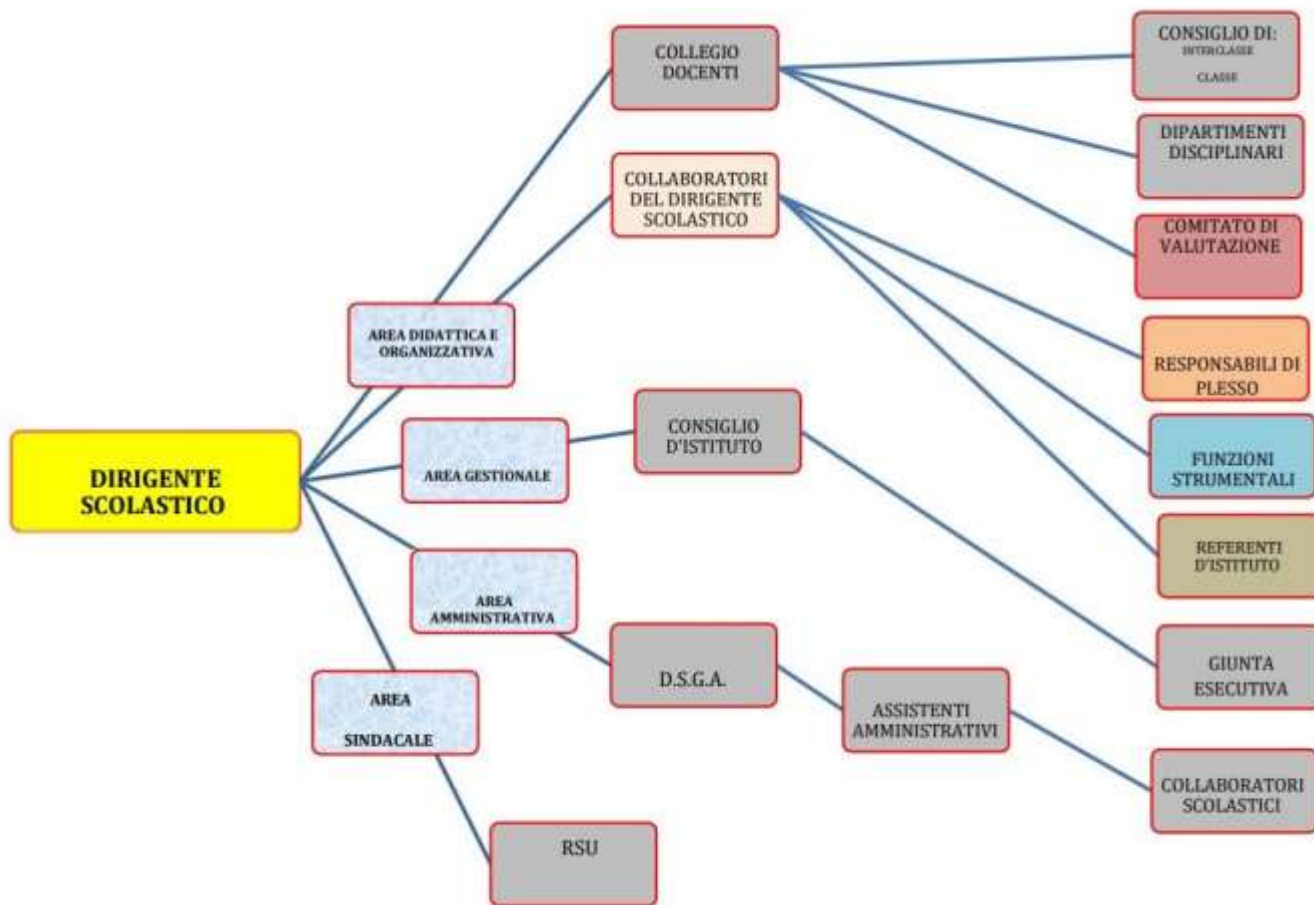 COLLEGIO
DOCENTI
CONSIGLIO DI:
INTERCLASSE
CLASSE
DIPARTIMENTI
DISCIPLINARI
COLLABORATORI
DEL DIRIGENTE
SCOLASTICO
COMITATO DI
VALUTAZIONE
AREA DIDATTICA E
ORGANIZZATIVA
RESPONSABILI DI
PLESSO
DIRIGENTE
SCOLASTICO
AREA GESTIONALE
CONSIGLIO
D'ISTITUTO
FUNZIONI
STRUMENTALI
REFERENTI
D'ISTITUTO
AREA
AMMINISTRATIVA
D.S.G.A.
GIUNTA
ESECUTIVA
AREA
SINDACALE
ASSISTENTI
AMMINISTRATIVI
COLLABORATORI
SCOLASTICI
RSU